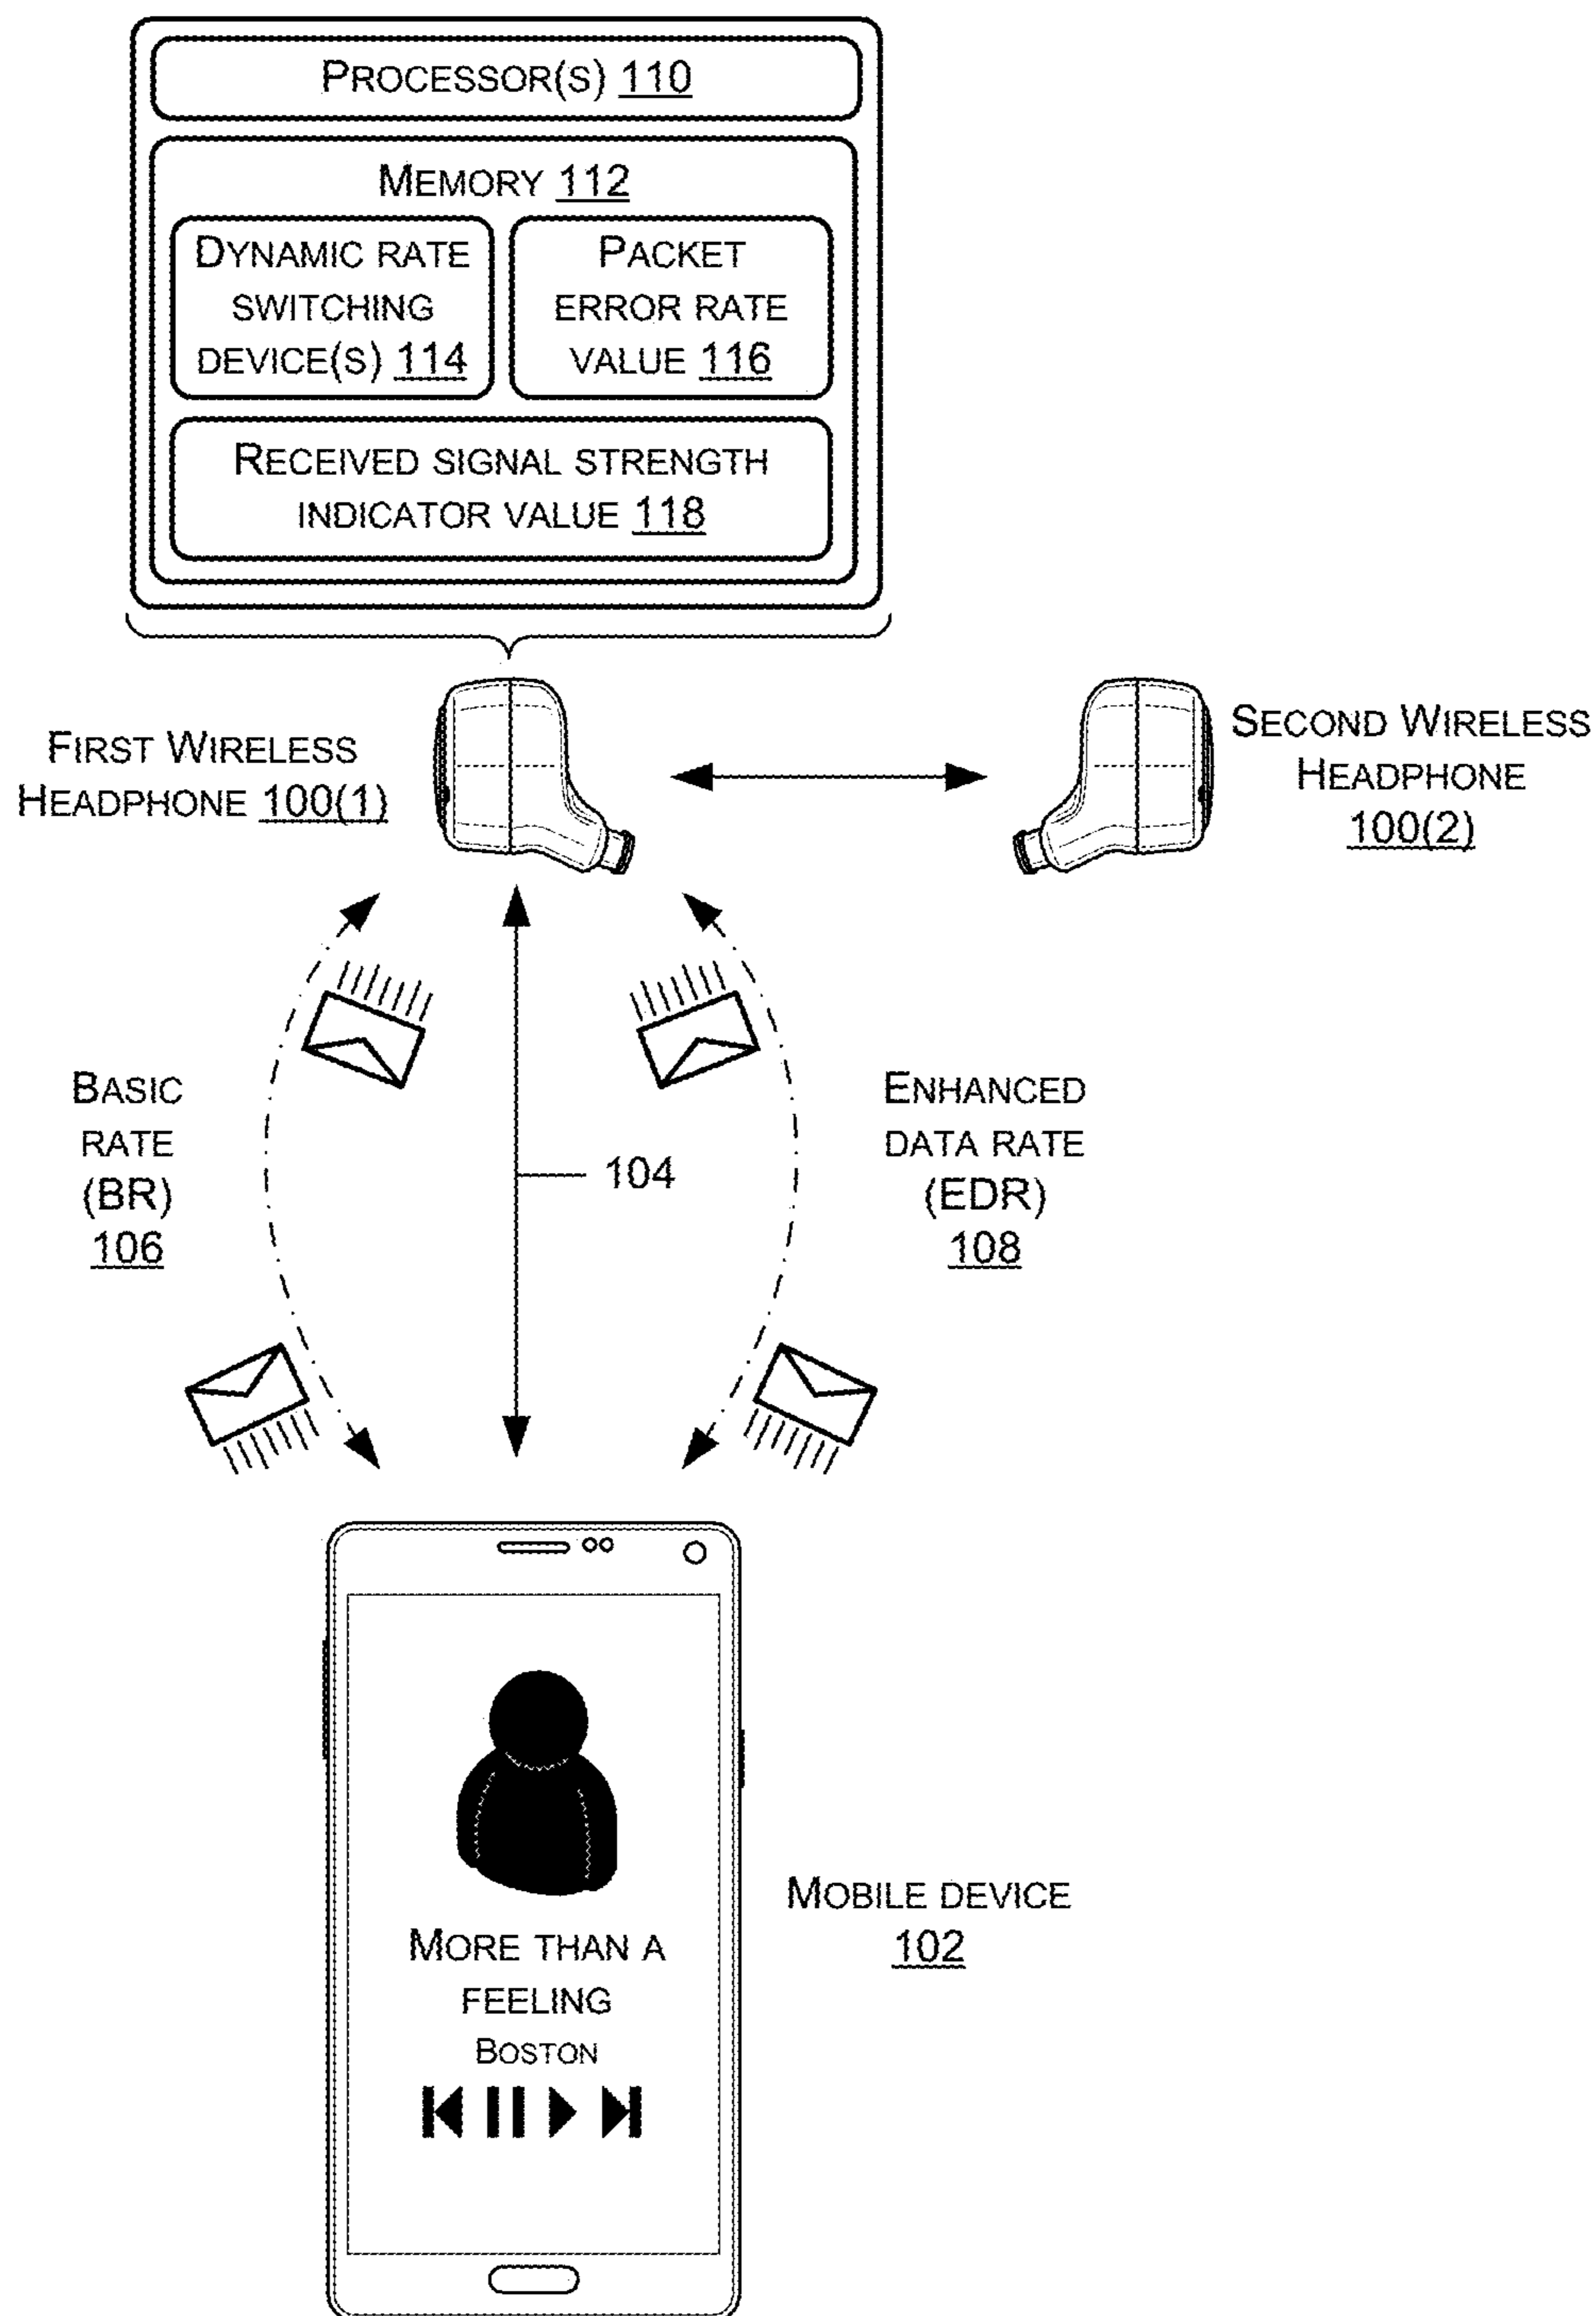 PROCESSOR(S) 110
MEMORY 112
DYNAMIC RATE
SWITCHING
DEVICE(S) 114
PACKET
ERROR RATE
VALUE 116
RECEIVED SIGNAL STRENGTH
INDICATOR VALUE 118
FIRST WIRELESS
HEADPHONE 100(1)
SECOND WIRELESS
HEADPHONE
100(2)
BASIC
RATE
(BR)
106
104
ENHANCED
DATA RATE
(EDR)
108
MORE THAN A
FEELING
BOSTON
MOBILE DEVICE
102